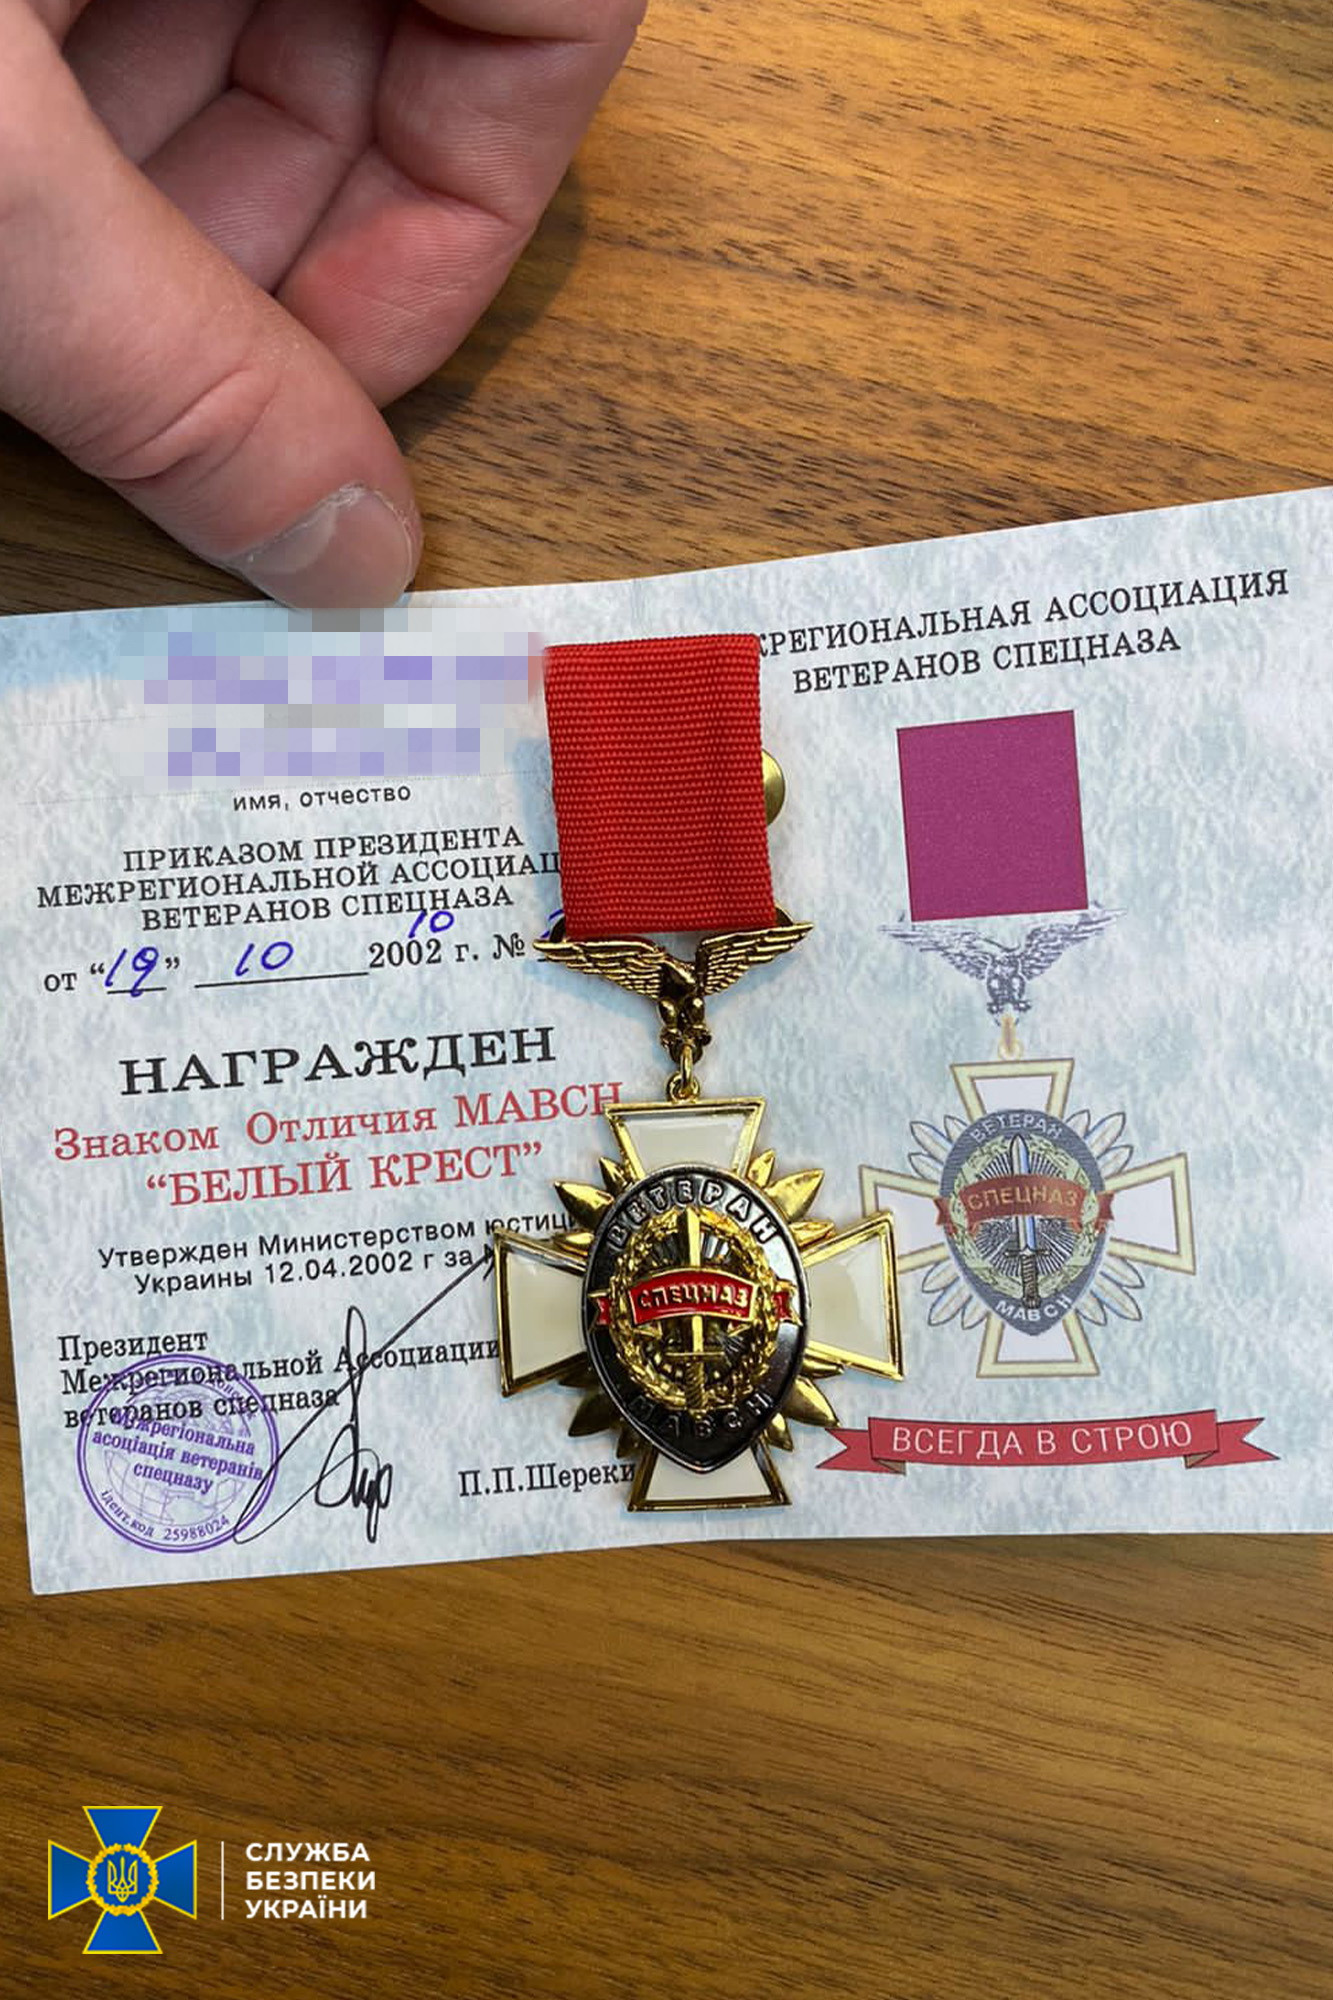 имя, отчество
ПРИКАЗОМ ПРЕЗИДЕНТА
МЕЖРЕГИОНАЛЬНОЙ АССОЦИАЦ
ВЕТЕРАНОВ СПЕЦНАЗА
10
от "19" 10 2002 г. №
НАГРАЖДЕН
Знаком Отличия МАВСН
"БЕЛЫЙ КРЕСТ"
Утвержден Министерством юстици
Украины 12.04.2002 г за
Президент
Межрегиональной Ассоциации
ветеранов спецназа
П.П.Шереки
Міжрегіональна
асоціація ветеранів
спецназу
ідент.код 25988024
ВЕТЕРАН
СПЕЦНАЗ
МАВСН
КРЕГИОНАЛЬНАЯ АССОЦИАЦИЯ
ВЕТЕРАНОВ СПЕЦНАЗА
ВЕТЕРАН
СПЕЦНАЗ
МАВСН
ВСЕГДА В СТРОЮ
СЛУЖБА
БЕЗПЕКИ
УКРАЇНИ